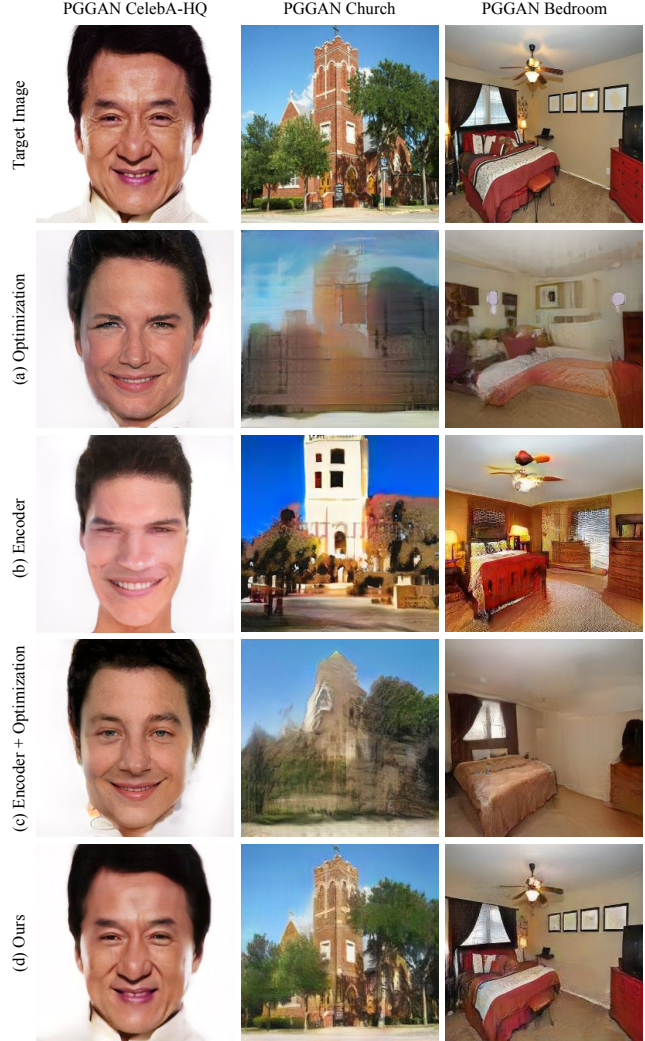 PGGAN CelebA-HQ
PGGAN Church
PGGAN Bedroom
Target Image
(a) Optimization
(b) Encoder
(c) Encoder + Optimization
(d) Ours